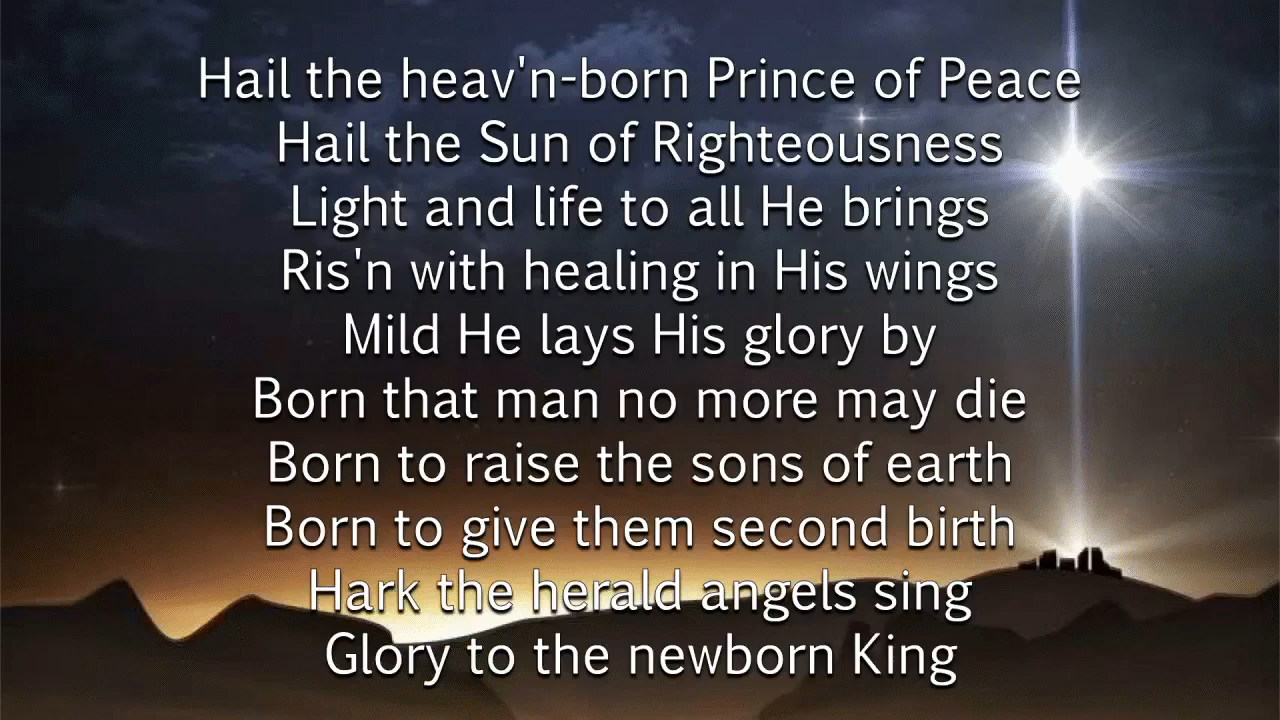 Hail the heav'n-born Prince of Peace
Hail the Sun of Righteousness
Light and life to all He brings
Ris'n with healing in His wings
Mild He lays His glory by
Born that man no more may die
Born to raise the sons of earth
Born to give them second birth
Hark the herald angels sing
Glory to the newborn King